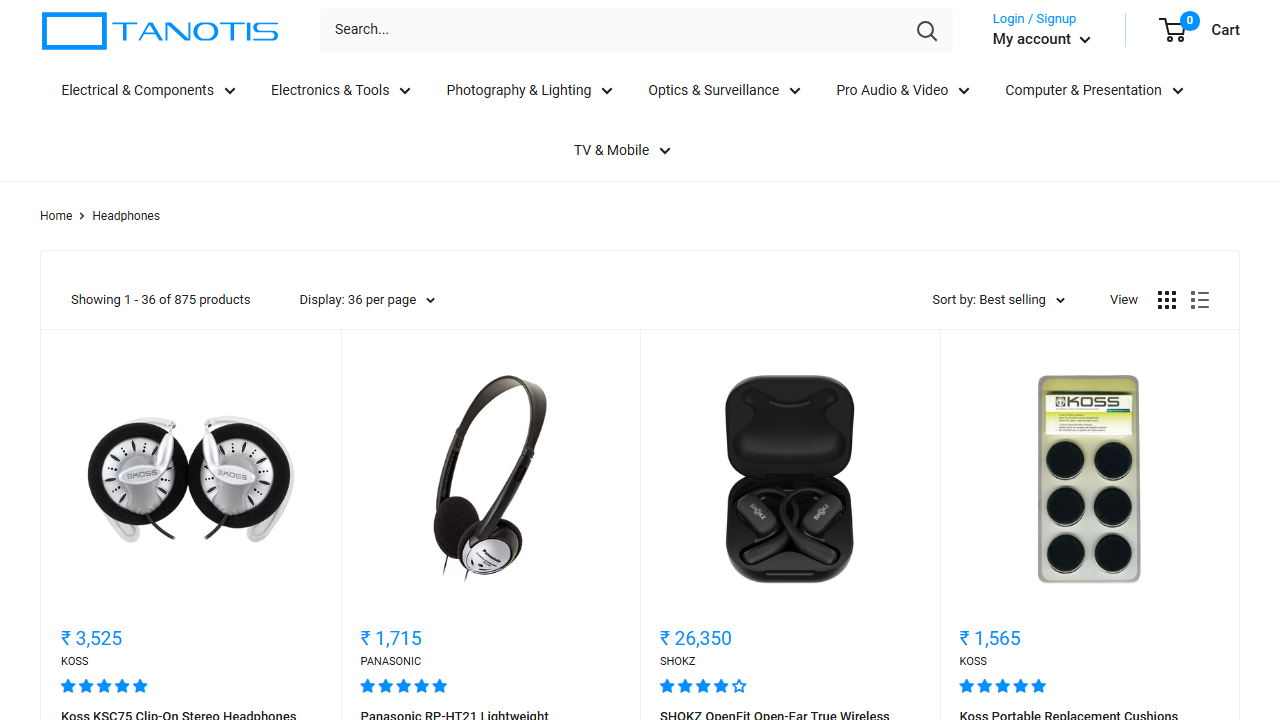 TANOTIS
Search...
Login / Signup
My account
0
Cart
Electrical & Components
Electronics & Tools
Photography & Lighting
Optics & Surveillance
Pro Audio & Video
Computer & Presentation
TV & Mobile
Home > Headphones
Showing 1 - 36 of 875 products
Display: 36 per page
Sort by: Best selling
View
KOSS
KOSS
Panasonic
SHOKZ
SHOKZ
KOSS
₹ 3,525
KOSS
Koss KSC75 Clip-On Stereo Headphones
₹ 1,715
PANASONIC
Panasonic RP-HT21 Lightweight
₹ 26,350
SHOKZ
SHOKZ OpenFit Open-Ear True Wireless
₹ 1,565
KOSS
Koss Portable Replacement Cushions